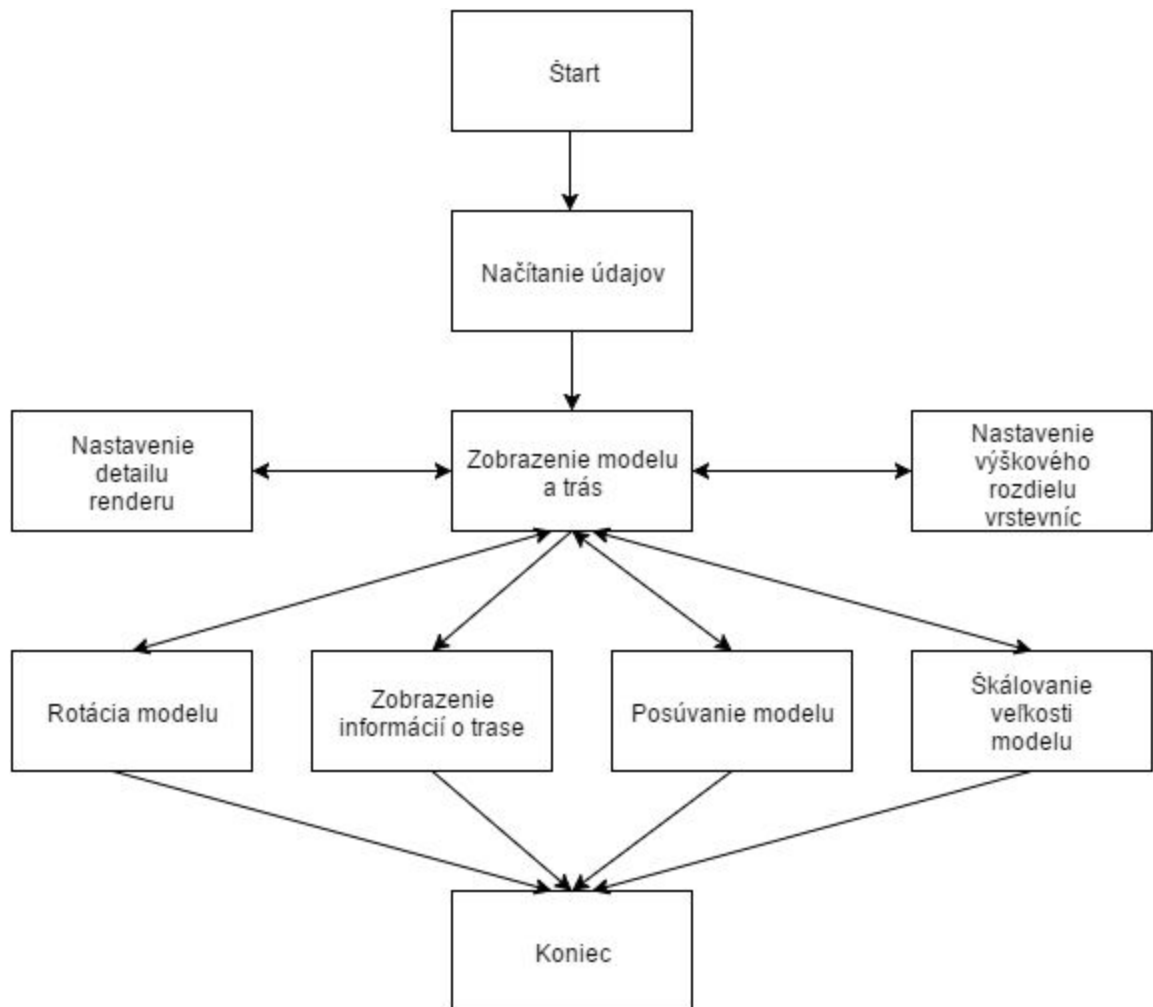 Štart
Načítanie údajov
Nastavenie
detailu
renderu
Zobrazenie modelu
a trás
Nastavenie
výškového
rozdielu
vrstevníc
Rotácia modelu
Zobrazenie
informácií o trase
Posúvanie modelu
Škálovanie
veľkosti
modelu
Koniec